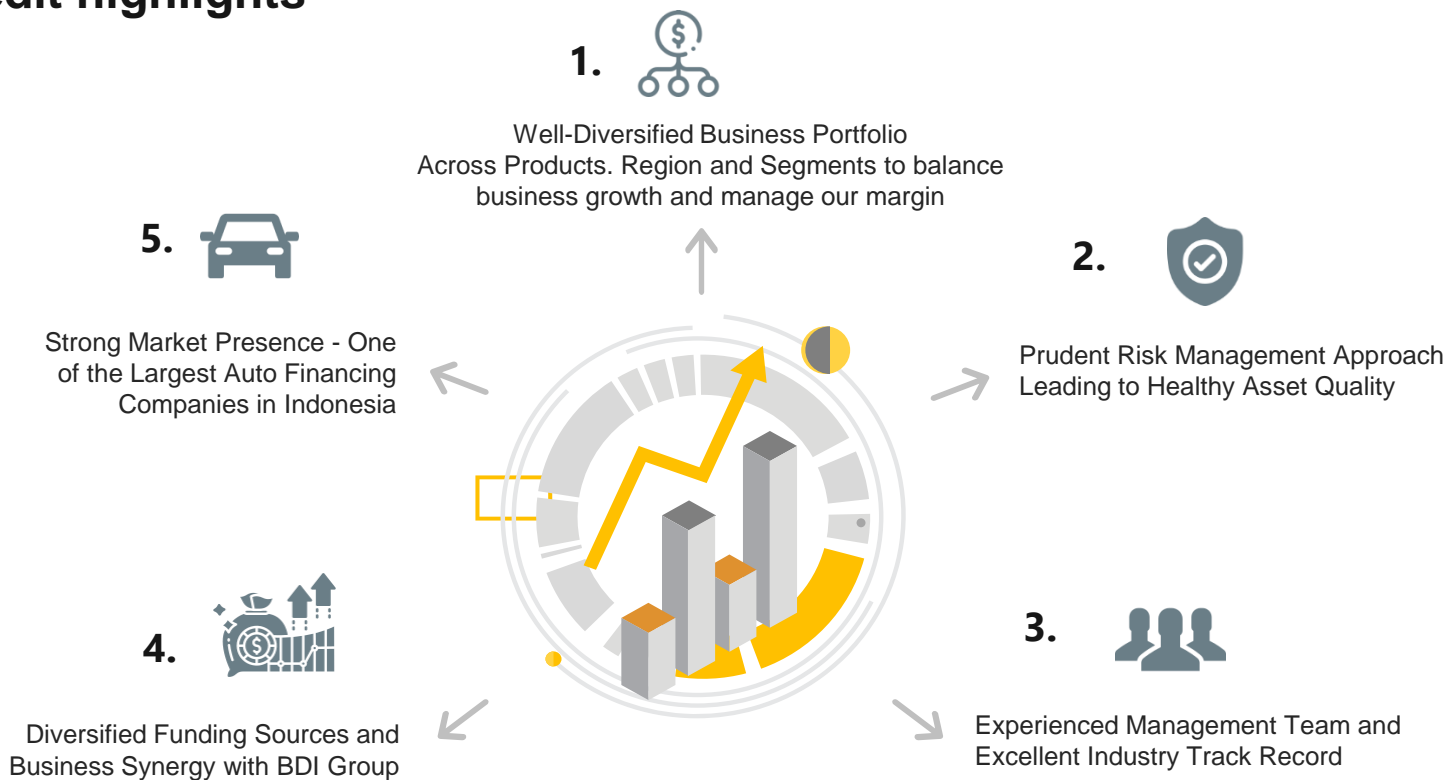 dit highlights
1.
Well-Diversified Business Portfolio
Across Products. Region and Segments to balance
business growth and manage our margin
2.
Prudent Risk Management Approach
Leading to Healthy Asset Quality
3.
Experienced Management Team and
Excellent Industry Track Record
4.
Diversified Funding Sources and
Business Synergy with BDI Group
5.
Strong Market Presence - One
of the Largest Auto Financing
Companies in Indonesia